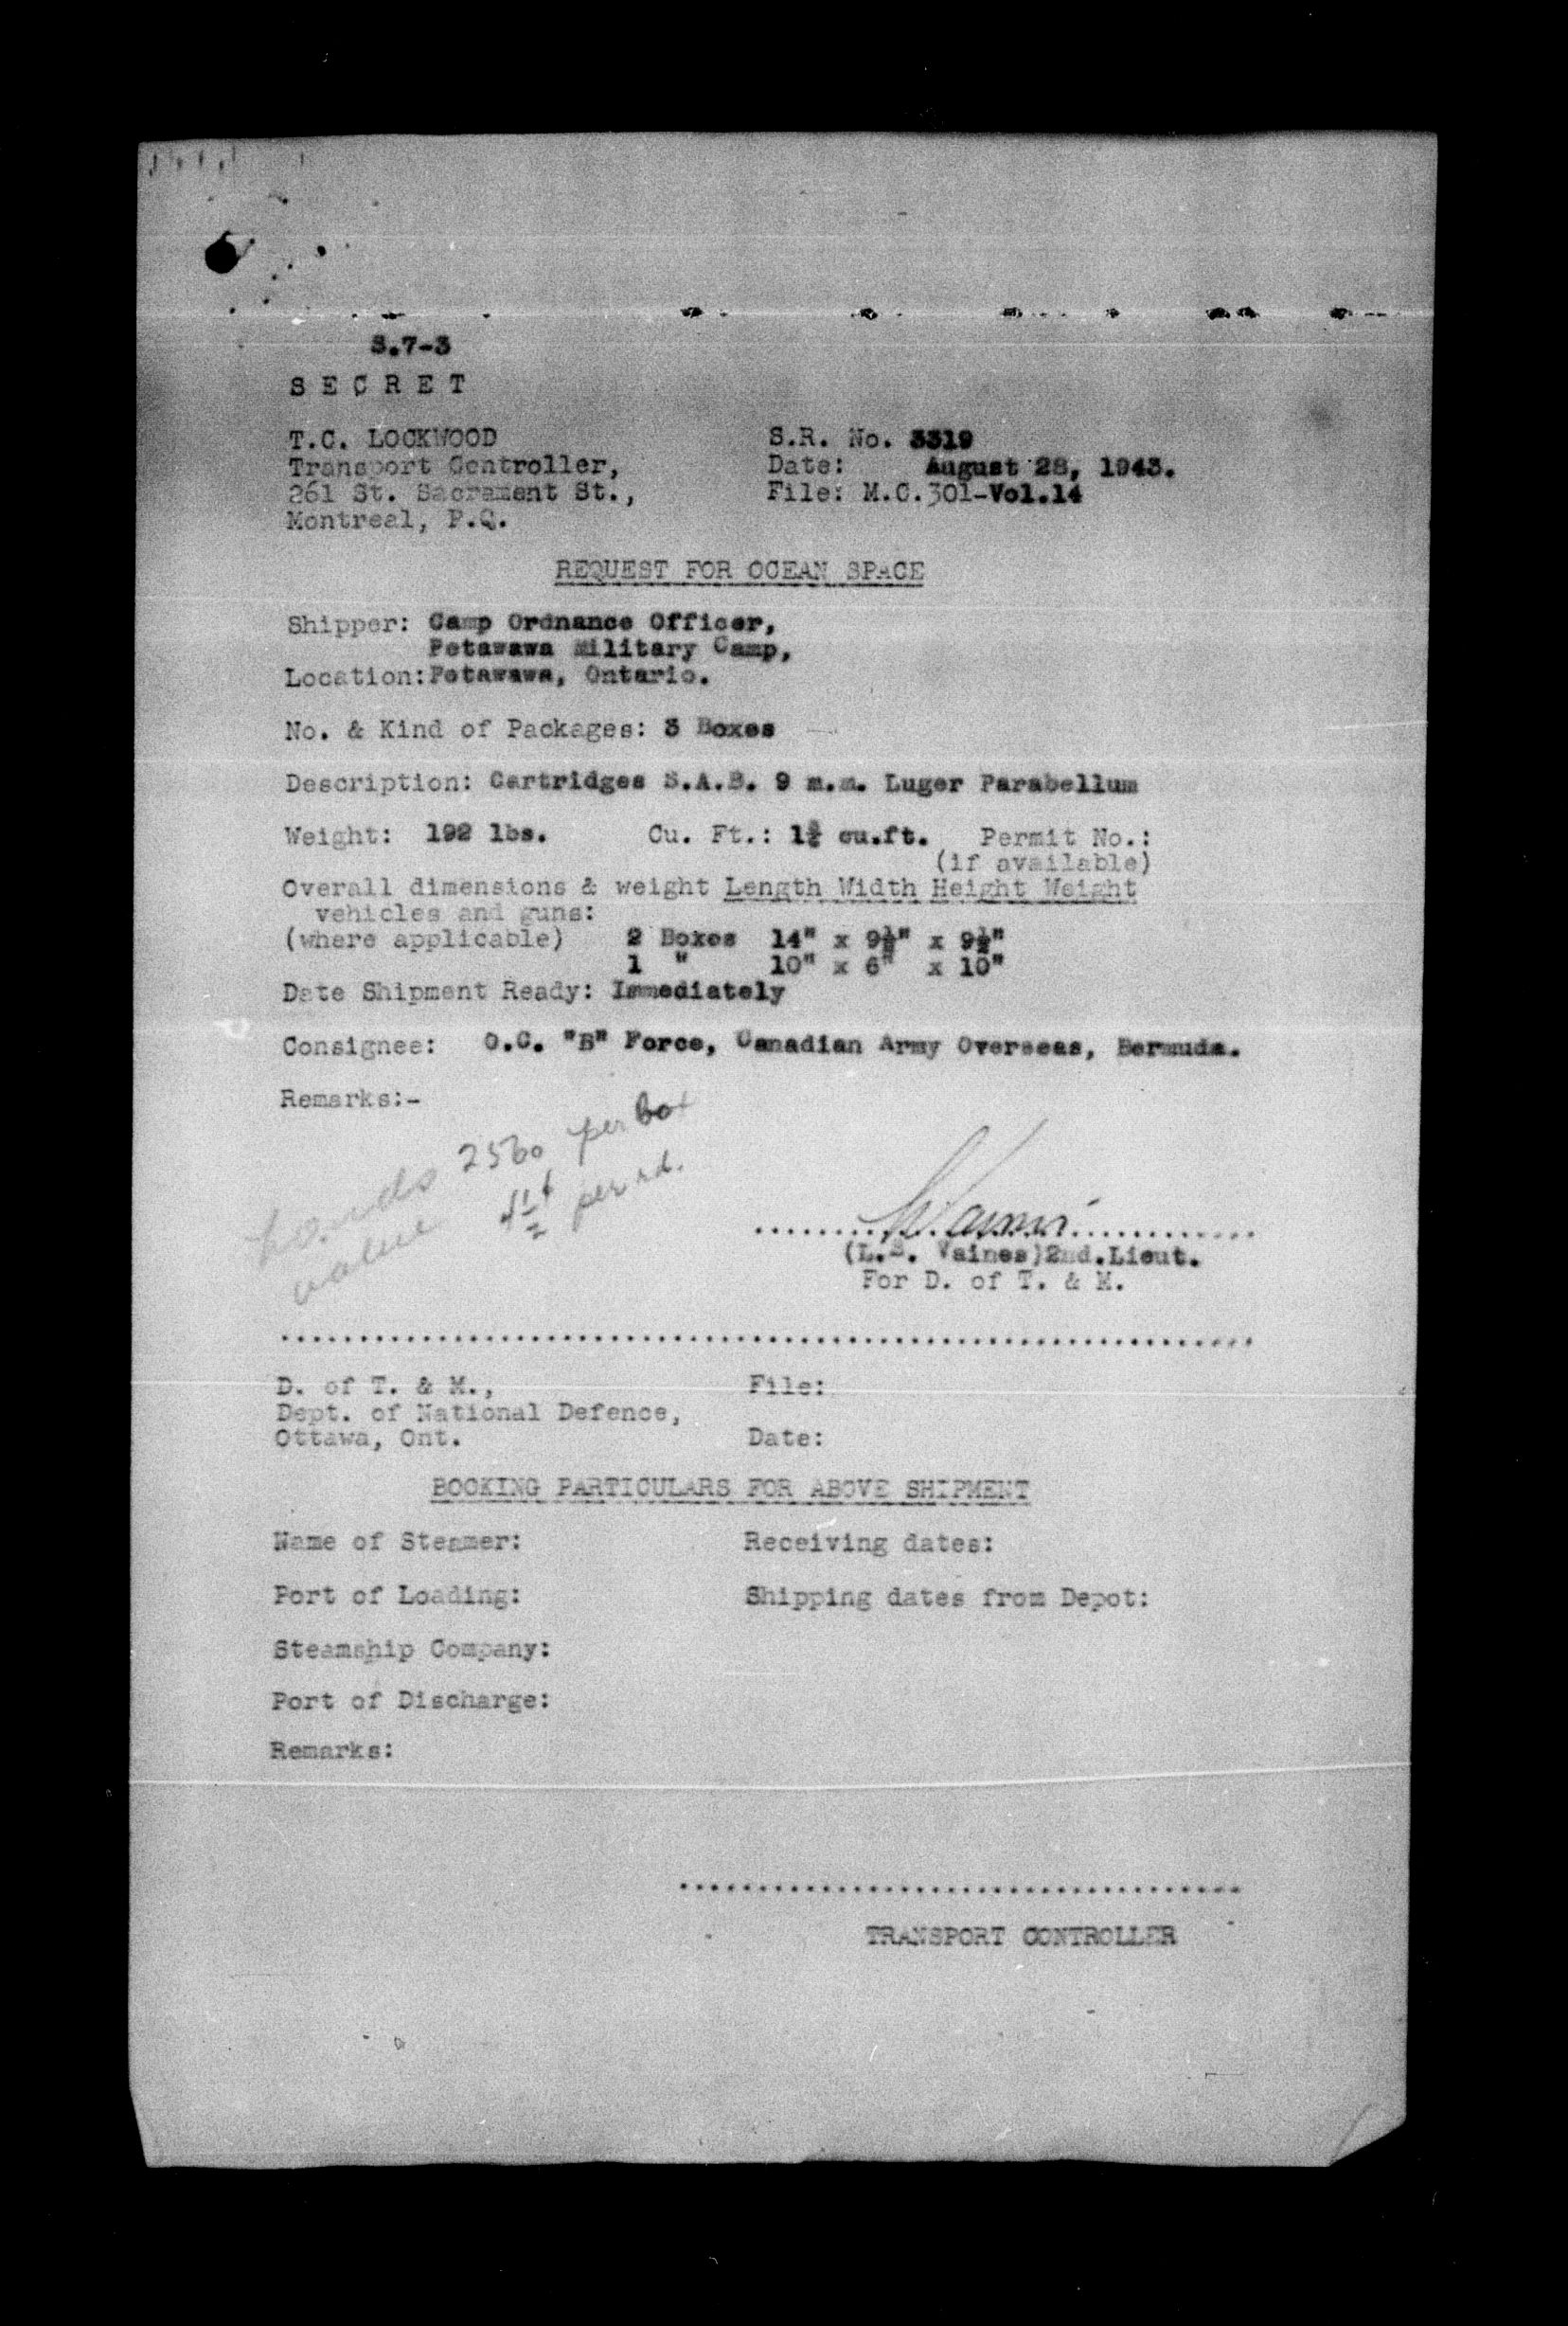 S.7-3
S E C R E T
T.C. LOCKWOOD S.R. No. 3319
Transport Controller, Date: August 28, 1943.
261 St. Sacrament St., File: M.C.301-Vol.14
Montreal, P.Q.
REQUEST FOR OCEAN SPACE
Shipper: Camp Ordnance Officer,
Petawawa Military Camp,
Location: Petawawa, Ontario.
No. & Kind of Packages: 3 Boxes
Description: Cartridges S.A.B. 9 m.m. Luger Parabellum
Weight: 192 lbs. Cu. Ft.: cu.ft. Permit No.:
(if available)
Overall dimensions & weight Length Width Height Weight
vehicles and guns:
(where applicable) 2 Boxes 14" x 9½" x 9½"
1 " 10" x 6" x 10"
Date Shipment Ready: Immediately
Consignee: O.C. "B" Force, Canadian Army Overseas, Bermuda.
Remarks:-
rounds 2560 per box
value 4½¢ per rd.
(L.S. Vaines)2nd.Lieut.
For D. of T. & M.
D. of T. & M., File:
Dept. of National Defence,
Ottawa, Ont. Date:
BOOKING PARTICULARS FOR ABOVE SHIPMENT
Name of Steamer: Receiving dates:
Port of Loading: Shipping dates from Depot:
Steamship Company:
Port of Discharge:
Remarks:
TRANSPORT CONTROLLER